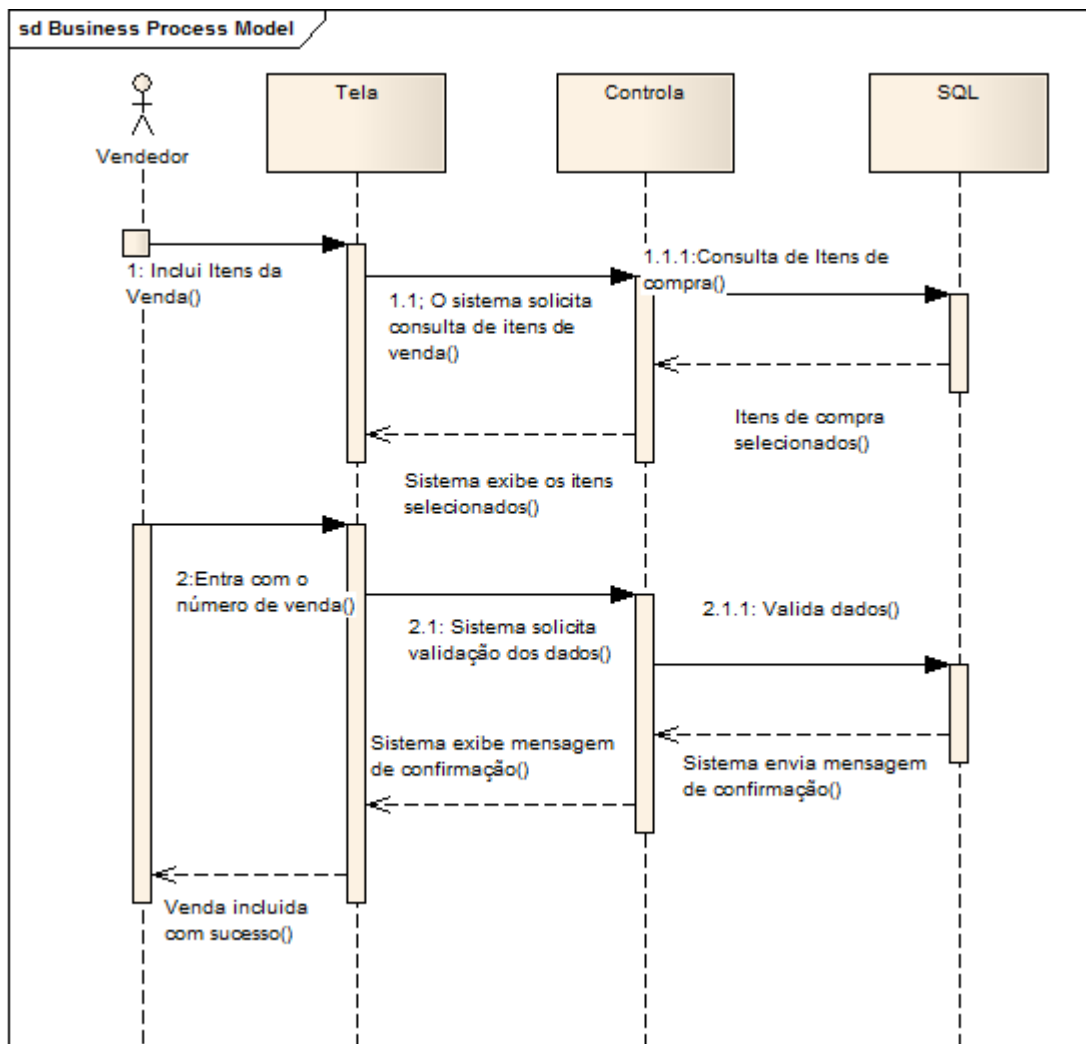 sd Business Process Model
Tela
Controla
SQL
Vendedor
1: Inclui Itens da
Venda()
1.1; O sistema solicita
consulta de itens de
venda()
1.1.1:Consulta de Itens de
compra()
Itens de compra
selecionados()
Sistema exibe os itens
selecionados()
2:Entra com o
número de venda()
2.1: Sistema solicita
validação dos dados()
2.1.1: Valida dados()
Sistema envia mensagem
de confirmação()
Sistema exibe mensagem
de confirmação()
Venda incluida
com sucesso()